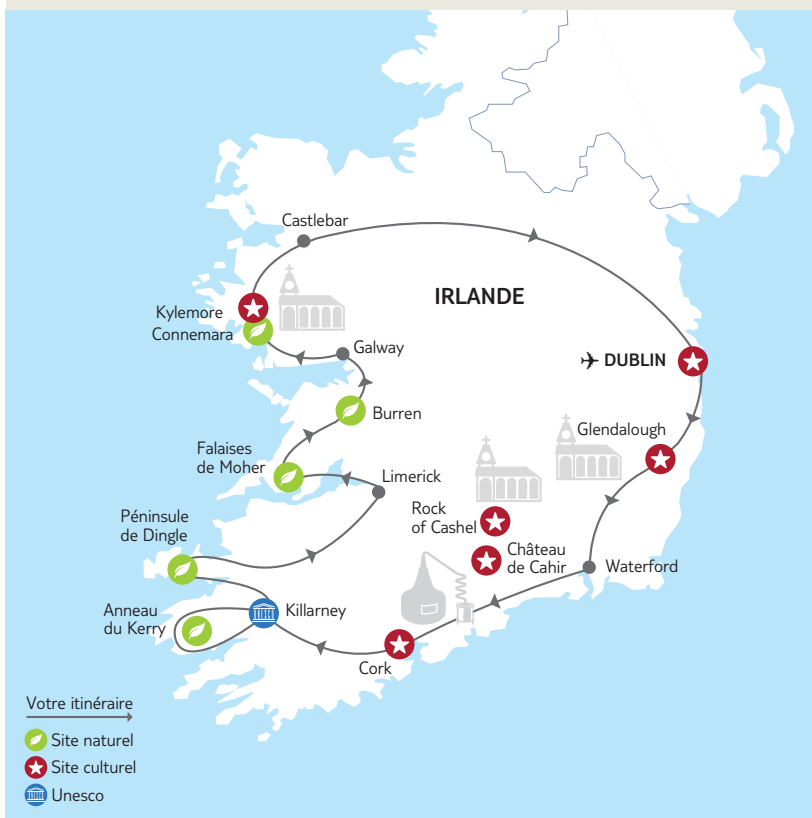 Castlebar
IRLANDE
Kylemore
Connemara
Galway
DUBLIN
Burren
Glendalough
Falaises
de Moher
Limerick
Rock
of Cashel
Péninsule
de Dingle
Château
de Cahir
Waterford
Anneau
du Kerry
Killarney
Cork
Votre itinéraire
Site naturel
Site culturel
Unesco